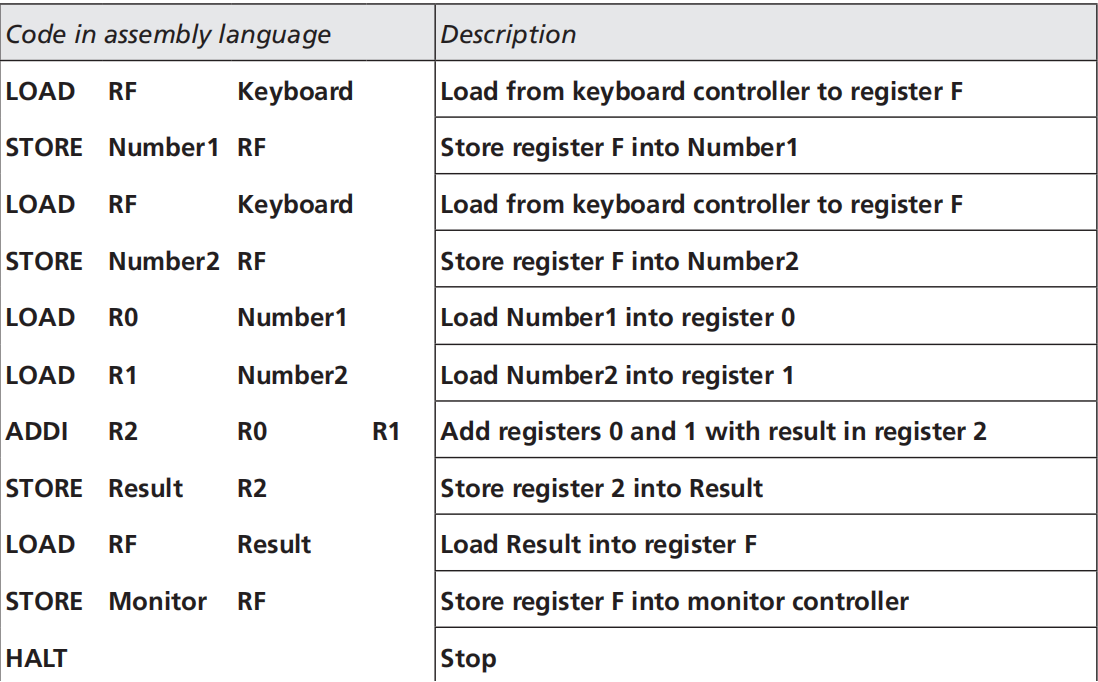 Code in assembly language Description
LOAD RF Keyboard Load from keyboard controller to register F
STORE Number1 RF Store register F into Number1
LOAD RF Keyboard Load from keyboard controller to register F
STORE Number2 RF Store register F into Number2
LOAD R0 Number1 Load Number1 into register 0
LOAD R1 Number2 Load Number2 into register 1
ADDI R2 R0 R1 Add registers 0 and 1 with result in register 2
STORE Result R2 Store register 2 into Result
LOAD RF Result Load Result into register F
STORE Monitor RF Store register F into monitor controller
HALT Stop